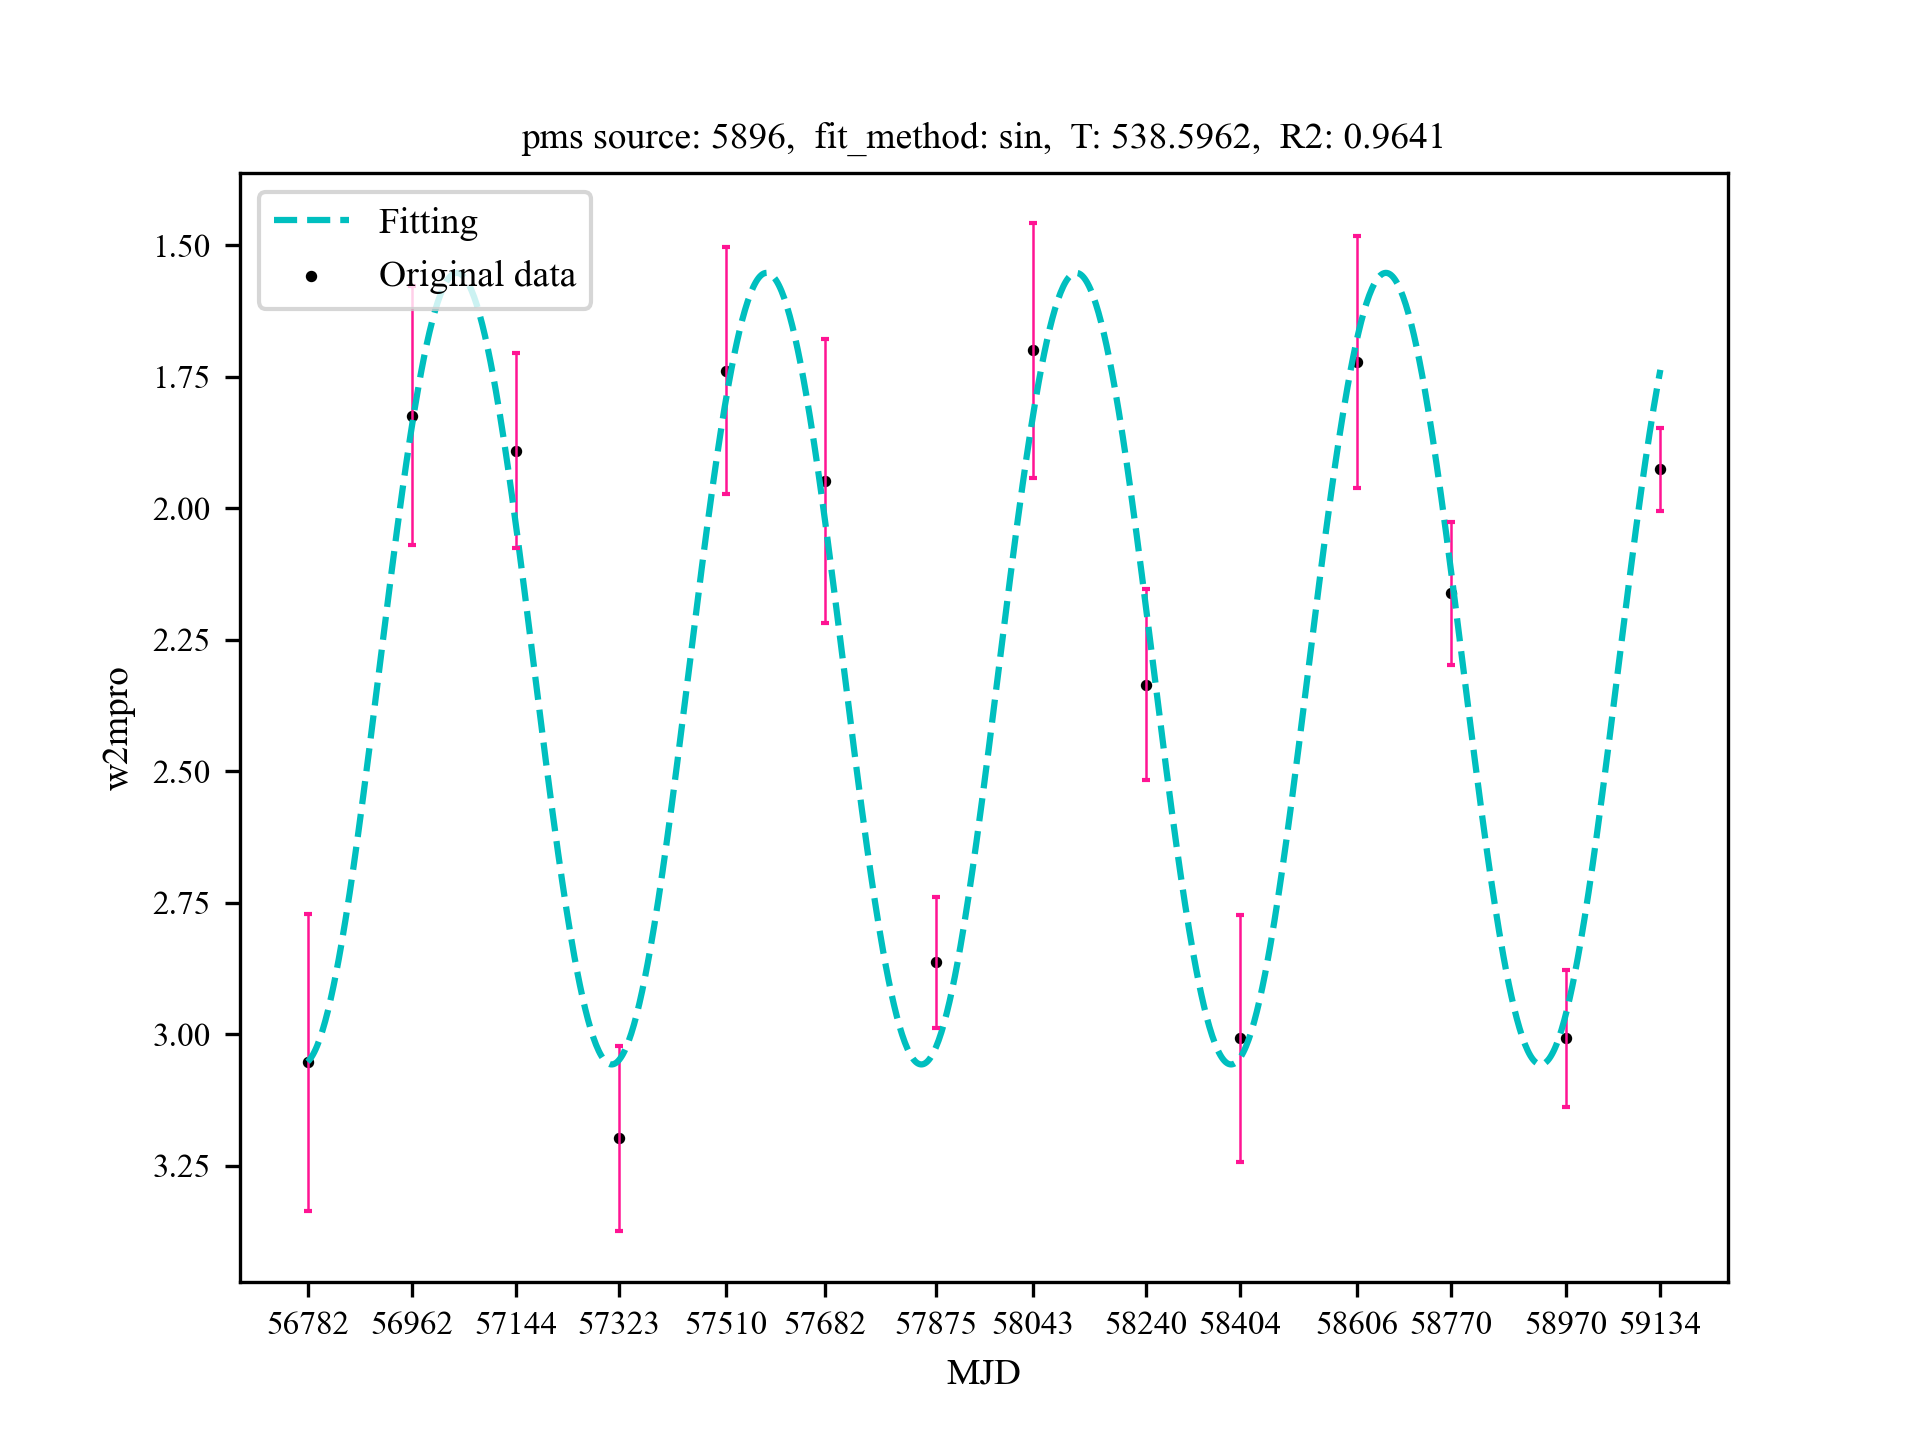 pms source: 5896,  fit_method: sin,  T: 538.5962,  R2: 0.9641
Fitting
Original data
1.50
1.75
2.00
2.25
2.50
2.75
3.00
3.25
w2mpro
56782 56962 57144 57323 57510 57682 57875 58043 58240 58404 58606 58770 58970 59134
MJD